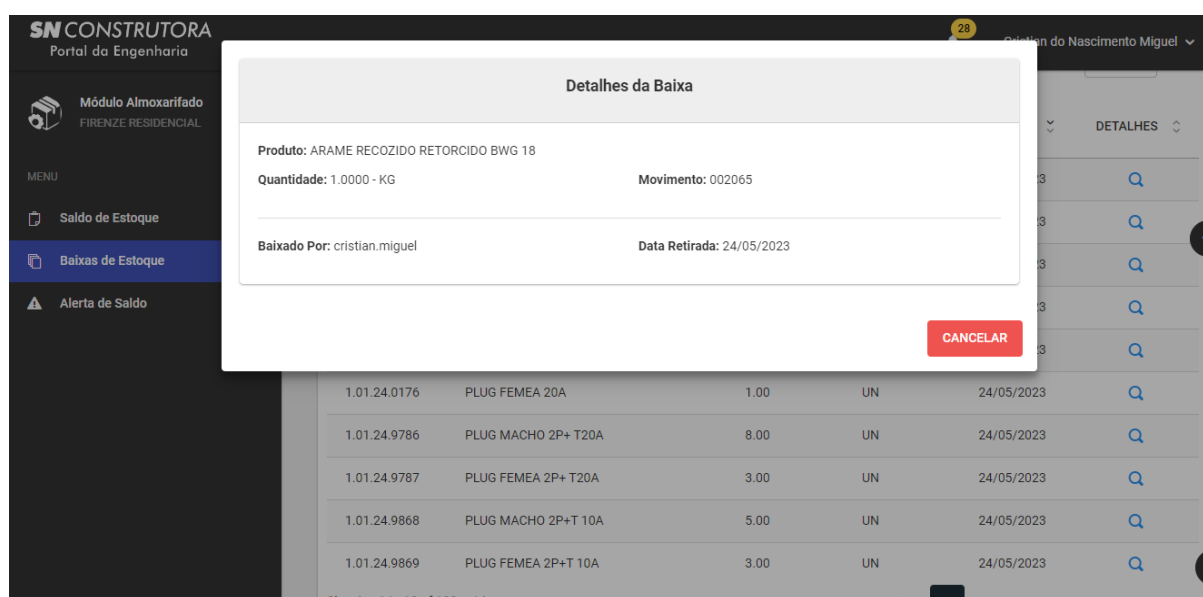 SN CONSTRUTORA
Portal da Engenharia
28
Cristian do Nascimento Miguel
Módulo Almoxarifado
FIRENZE RESIDENCIAL
MENU
Saldo de Estoque
Baixas de Estoque
Alerta de Saldo
Detalhes da Baixa
Produto: ARAME RECOZIDO RETORCIDO BWG 18
Quantidade: 1.0000 - KG Movimento: 002065
Baixado Por: cristian.miguel Data Retirada: 24/05/2023
CANCELAR
DETALHES
1.01.24.0176 PLUG FEMEA 20A 1.00 UN 24/05/2023
1.01.24.9786 PLUG MACHO 2P+ T20A 8.00 UN 24/05/2023
1.01.24.9787 PLUG FEMEA 2P+ T20A 3.00 UN 24/05/2023
1.01.24.9868 PLUG MACHO 2P+T 10A 5.00 UN 24/05/2023
1.01.24.9869 PLUG FEMEA 2P+T 10A 3.00 UN 24/05/2023